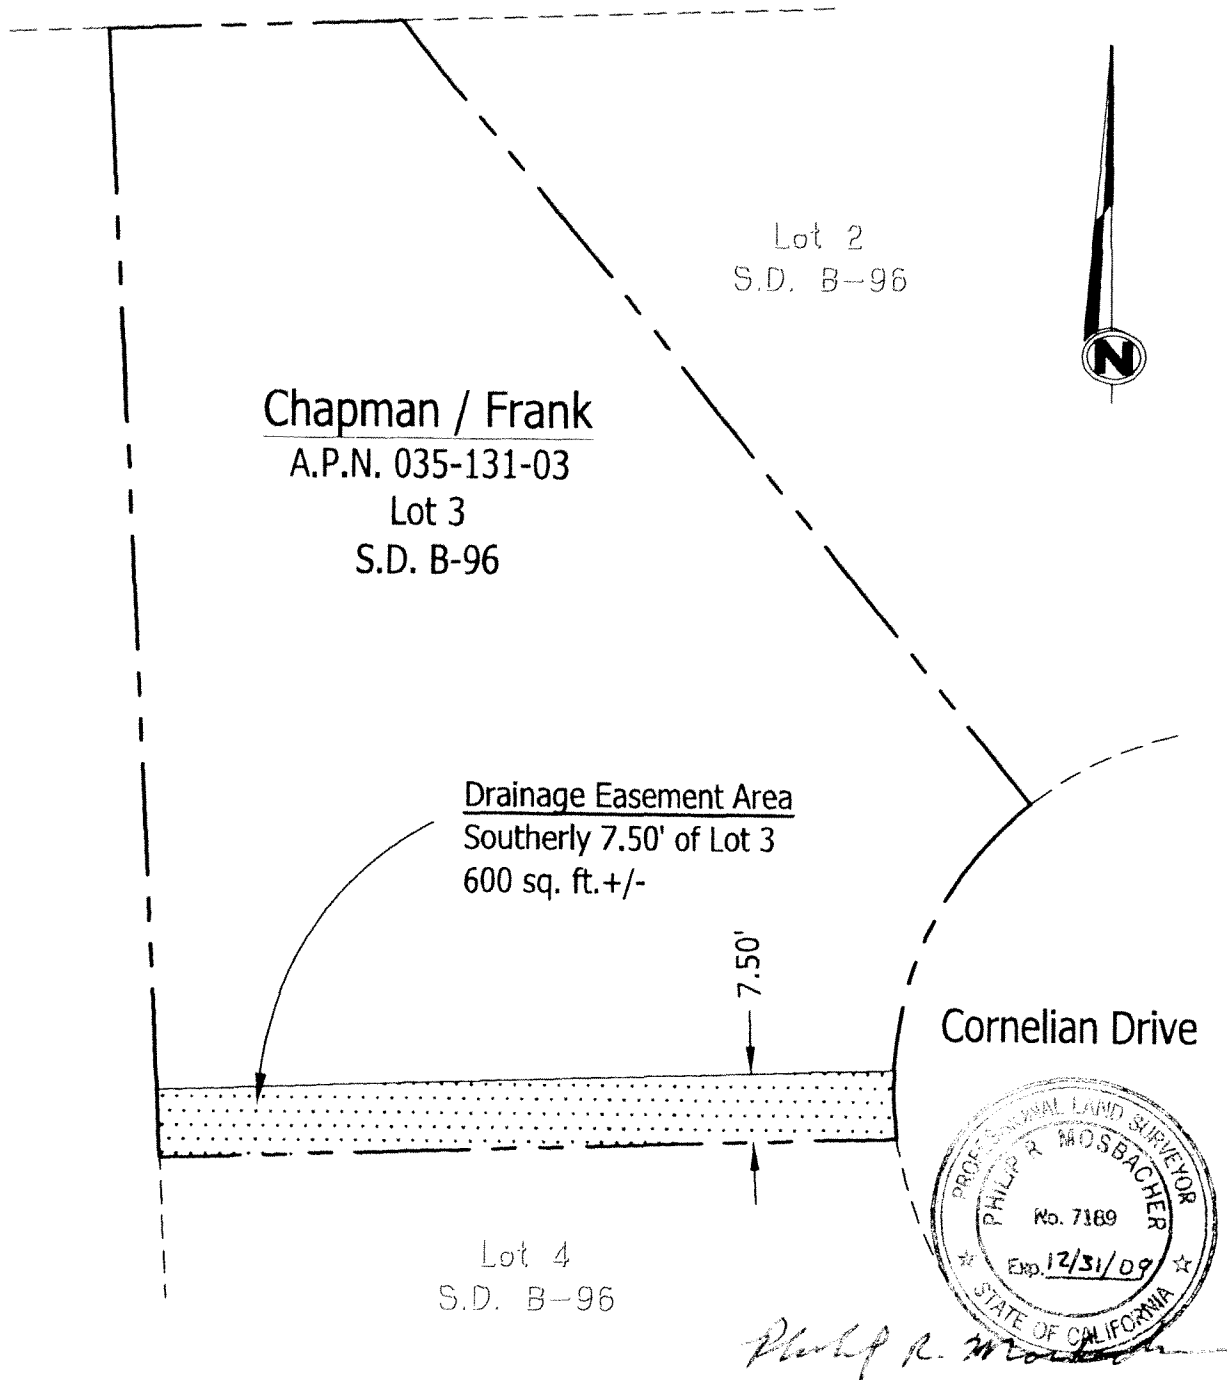 Lot 2
S.D. B-96
N
Chapman / Frank
A.P.N. 035-131-03
Lot 3
S.D. B-96
Drainage Easement Area
Southerly 7.50' of Lot 3
600 sq. ft.+/-
7.50'
Cornelian Drive
PROFESSIONAL LAND SURVEYOR
PHILIP R MOSBACHER
No. 7189
Exp. 12/31/09
STATE OF CALIFORNIA
Lot 4
S.D. B-96
Philip R. Mosbacher